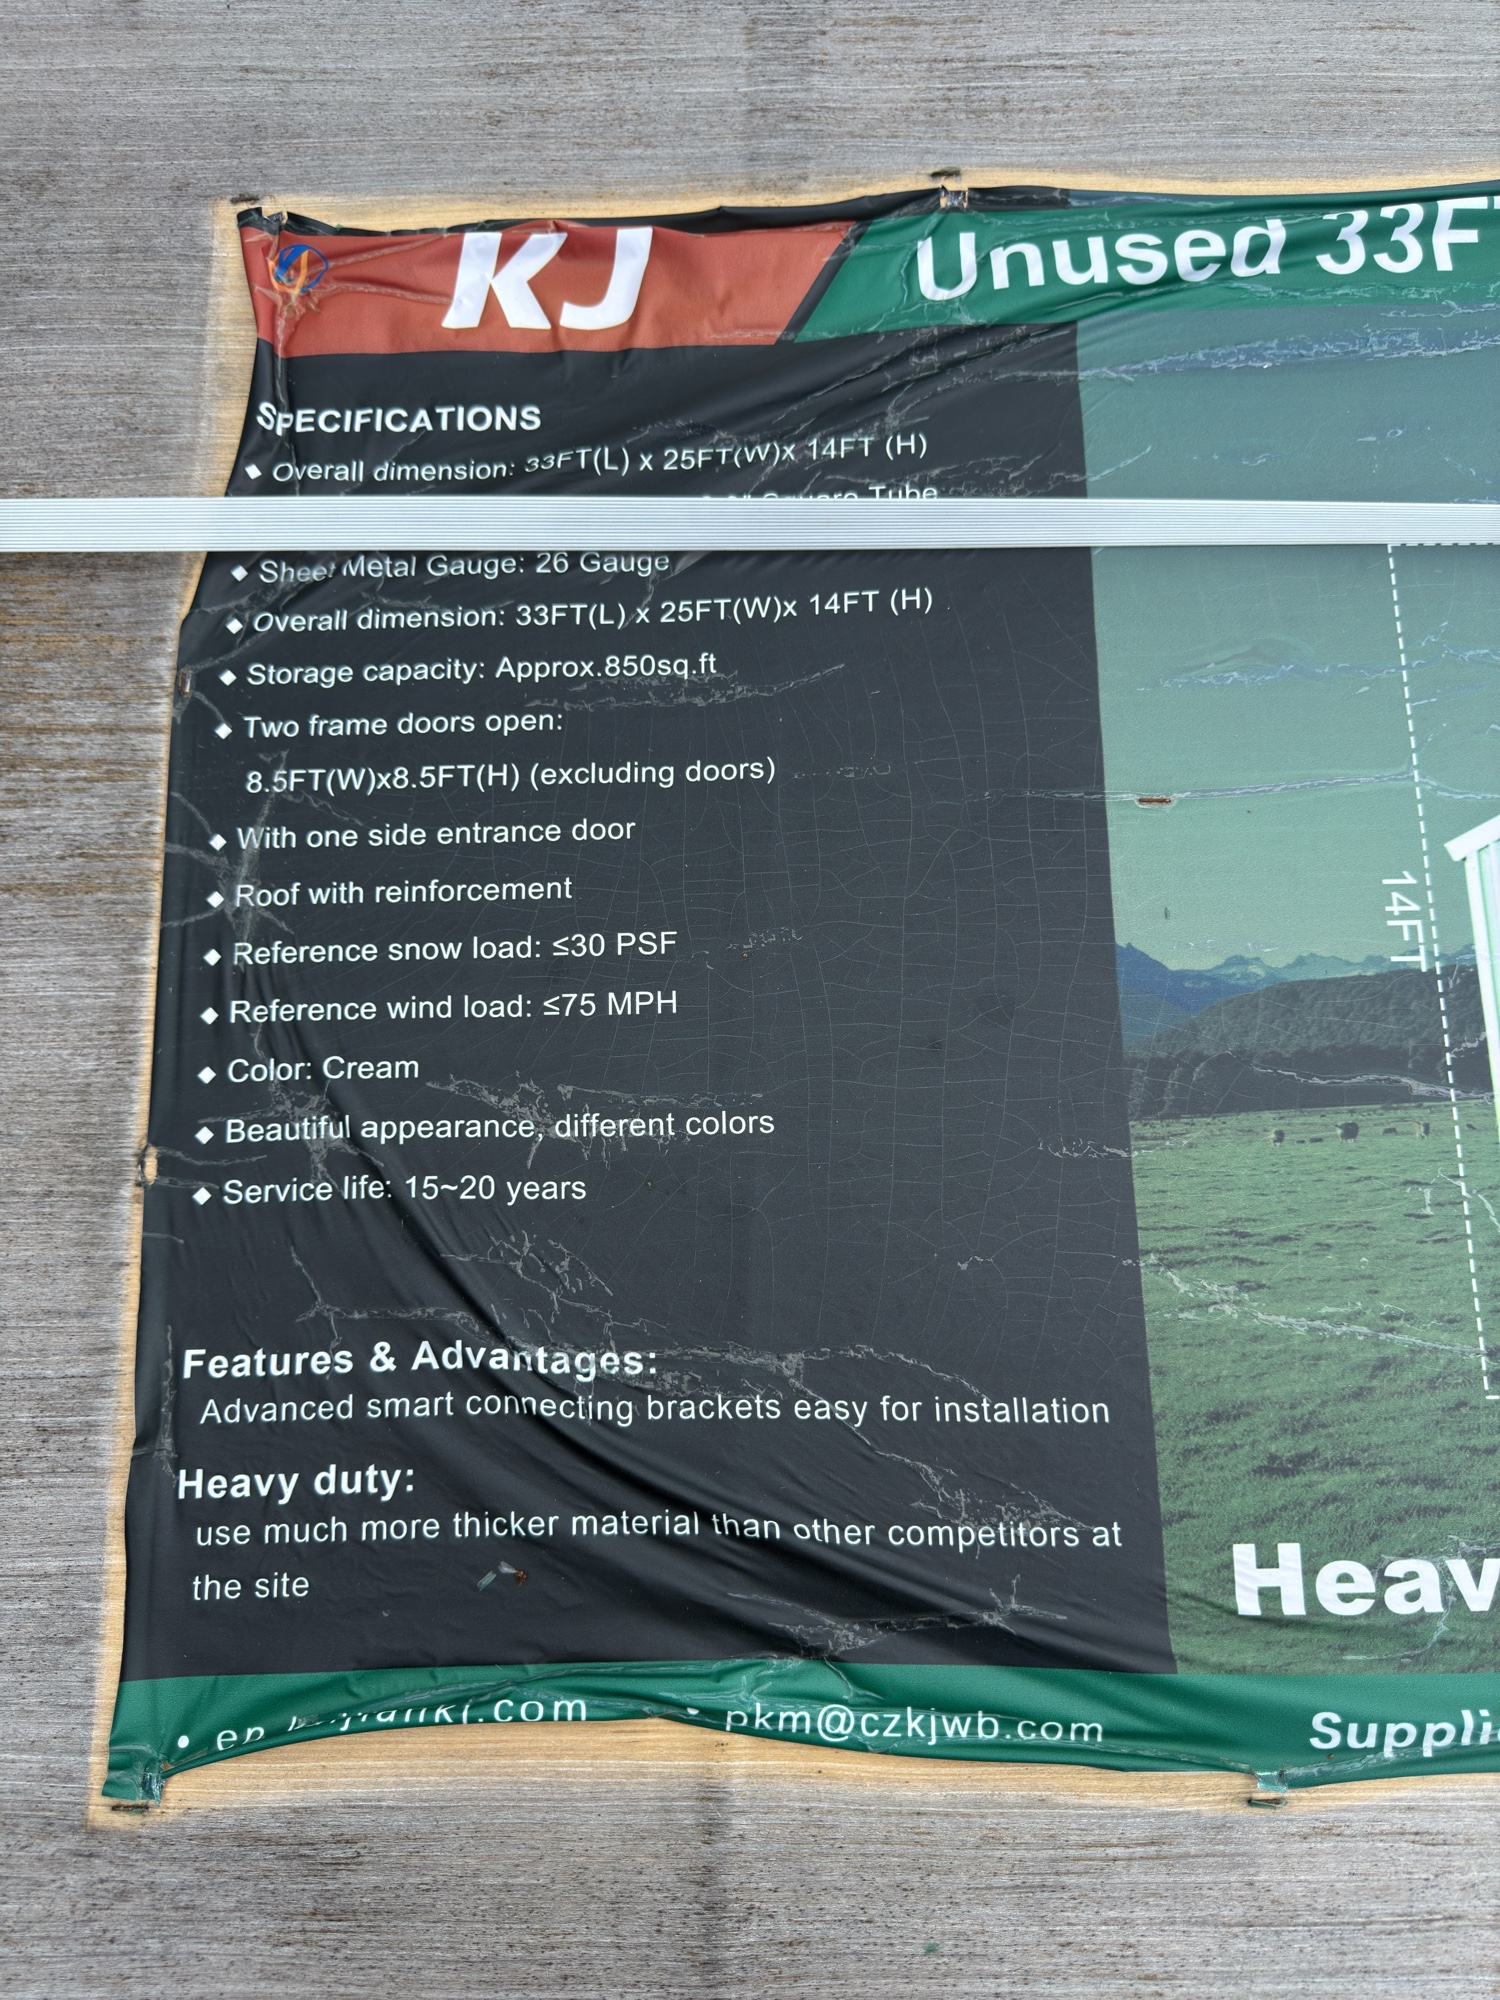 KJ
Unused 33F
SPECIFICATIONS
◆ Overall dimension: 33FT(L) x 25FT(W)x 14FT (H)
Square Tube
◆ Sheet Metal Gauge: 26 Gauge
◆ Overall dimension: 33FT(L) x 25FT(W)x 14FT (H)
◆ Storage capacity: Approx.850sq.ft
◆ Two frame doors open:
8.5FT(W)x8.5FT(H) (excluding doors)
◆ With one side entrance door
◆ Roof with reinforcement
◆ Reference snow load: ≤30 PSF
◆ Reference wind load: ≤75 MPH
◆ Color: Cream
◆ Beautiful appearance, different colors
◆ Service life: 15~20 years
14FT
Features & Advantages:
Advanced smart connecting brackets easy for installation
Heavy duty:
use much more thicker material than other competitors at
the site
Heav
• pkm@czkjwb.com
Suppli